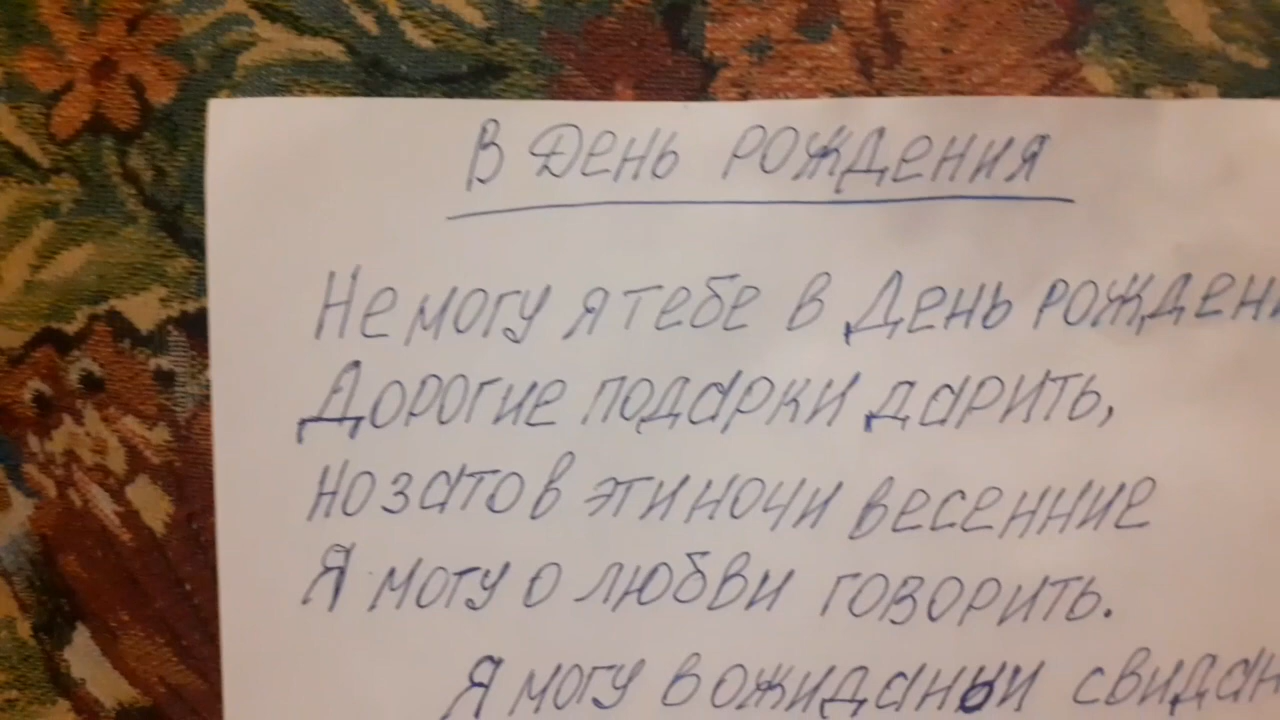 В День рождения
Не могу я тебе в День рожден
Дорогие подарки дарить,
но зато в эти ночи весенние
Я могу о любви говорить.
Я могу в ожиданьи свидан